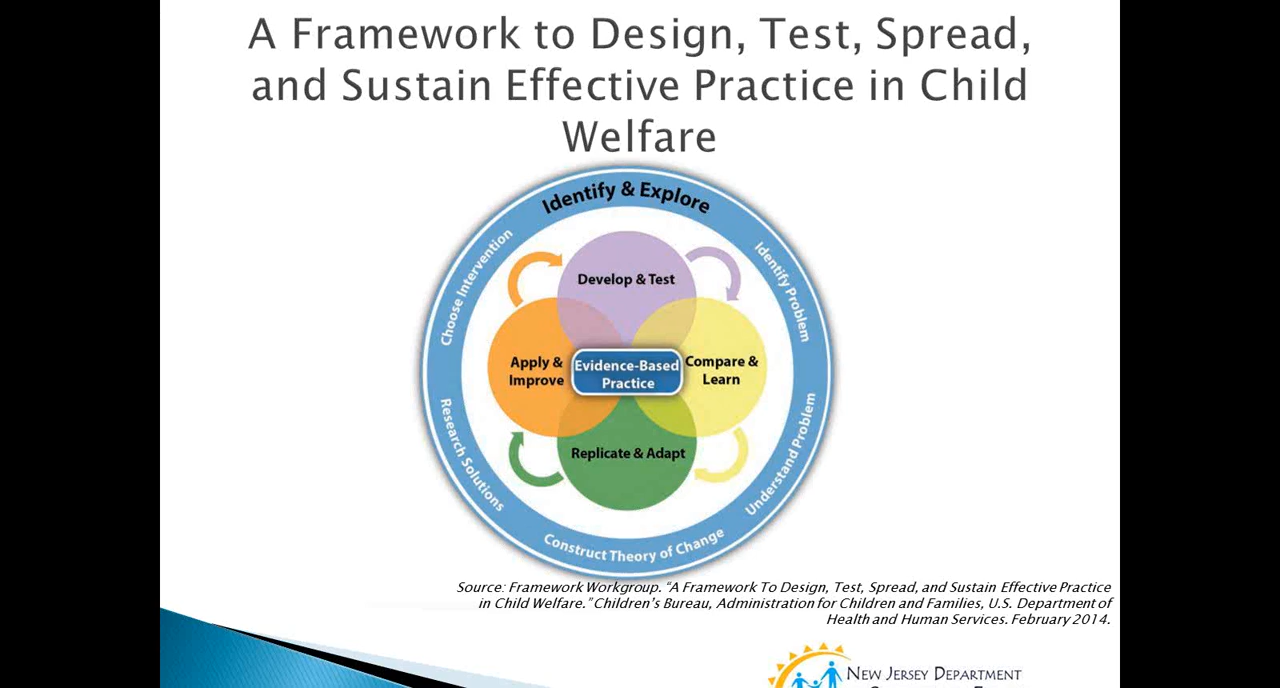 A Framework to Design, Test, Spread,
and Sustain Effective Practice in Child
Welfare
Identify & Explore
Identify Problem
Understand Problem
Construct Theory of Change
Research Solutions
Choose Intervention
Develop & Test
Compare &
Learn
Replicate & Adapt
Apply &
Improve
Evidence-Based
Practice
Source: Framework Workgroup. "A Framework To Design, Test, Spread, and Sustain Effective Practice
in Child Welfare." Children's Bureau, Administration for Children and Families, U.S. Department of
Health and Human Services. February 2014.
NEW JERSEY DEPARTMENT